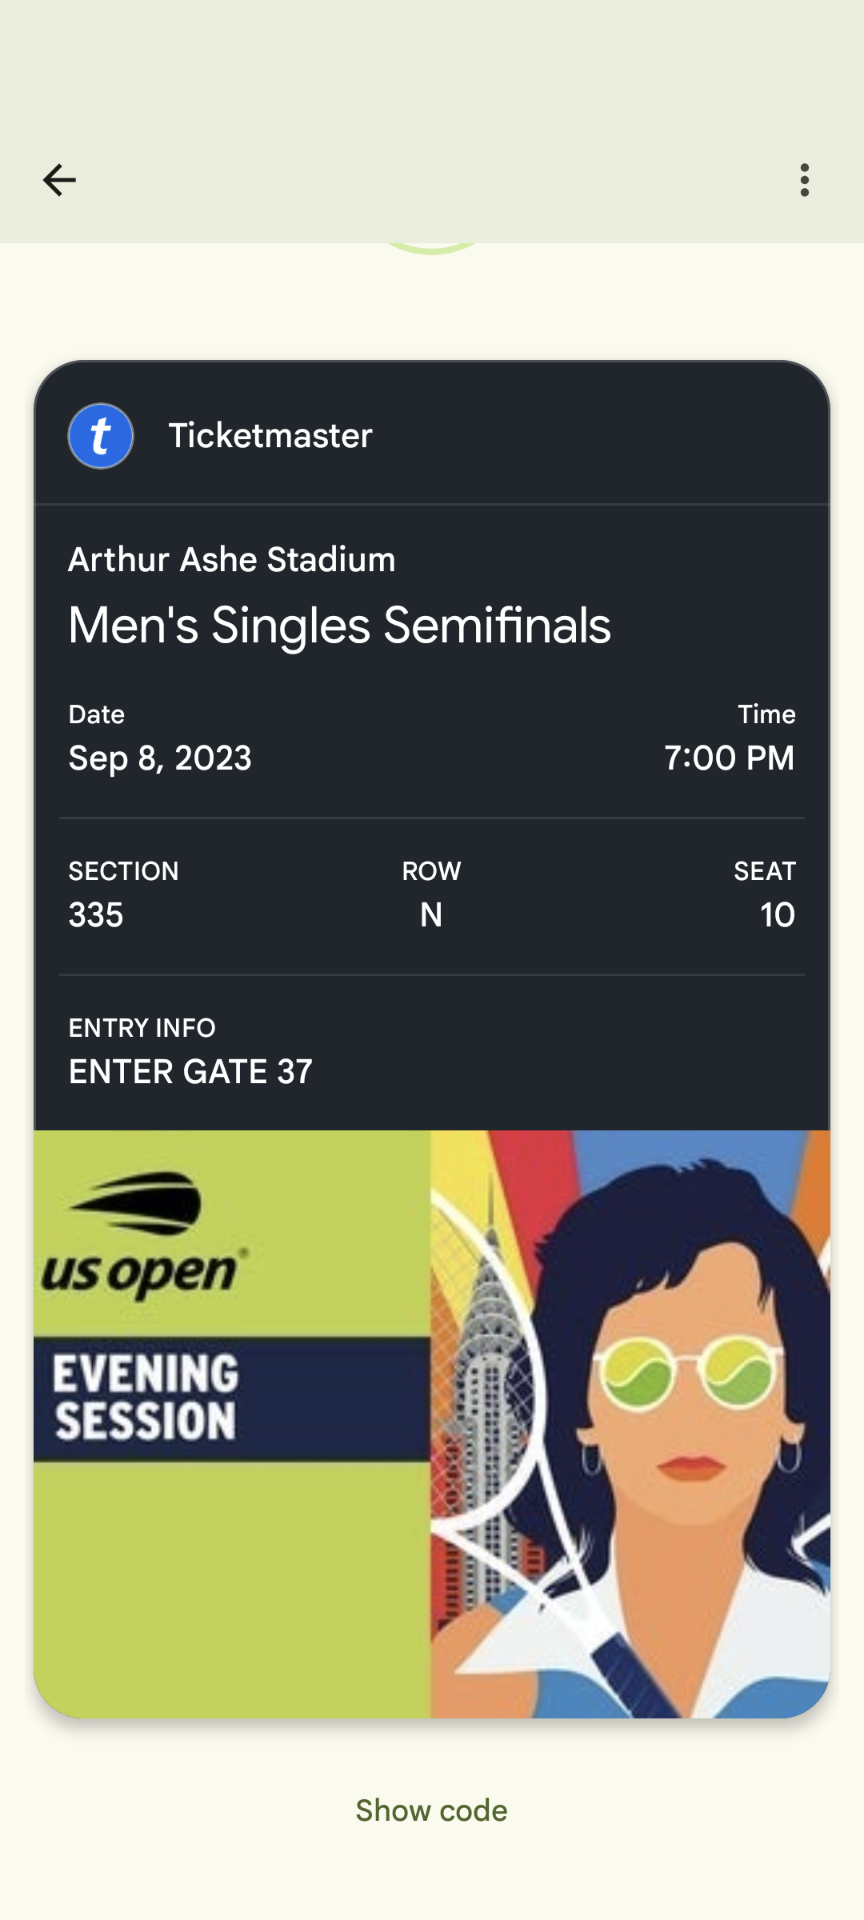 t Ticketmaster
Arthur Ashe Stadium
Men's Singles Semifinals
Date Time
Sep 8, 2023 7:00 PM
SECTION ROW SEAT
335 N 10
ENTRY INFO
ENTER GATE 37
us open®
EVENING
SESSION
Show code